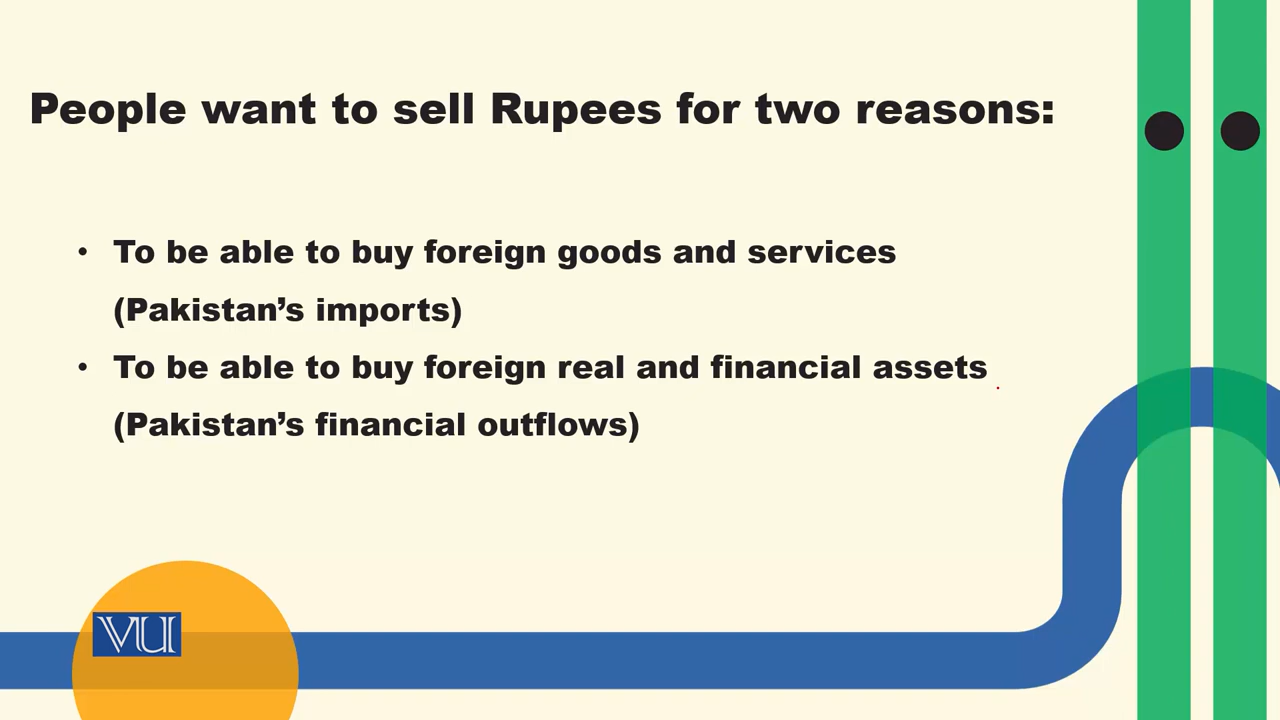 People want to sell Rupees for two reasons:
• To be able to buy foreign goods and services
(Pakistan’s imports)
• To be able to buy foreign real and financial assets
(Pakistan’s financial outflows)
VU